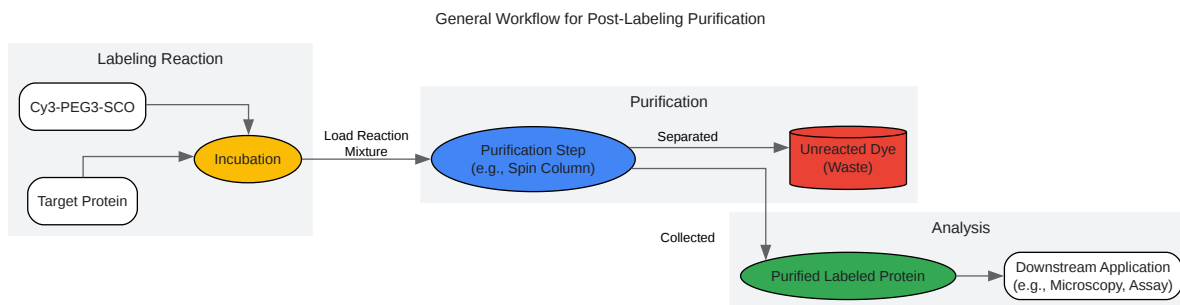 General Workflow for Post-Labeling Purification
Labeling Reaction
Cy3-PEG3-SCO
Target Protein
Incubation
Load Reaction
Mixture
Purification
Purification Step
(e.g., Spin Column)
Separated
Unreacted Dye
(Waste)
Collected
Analysis
Purified Labeled Protein
Downstream Application
(e.g., Microscopy, Assay)